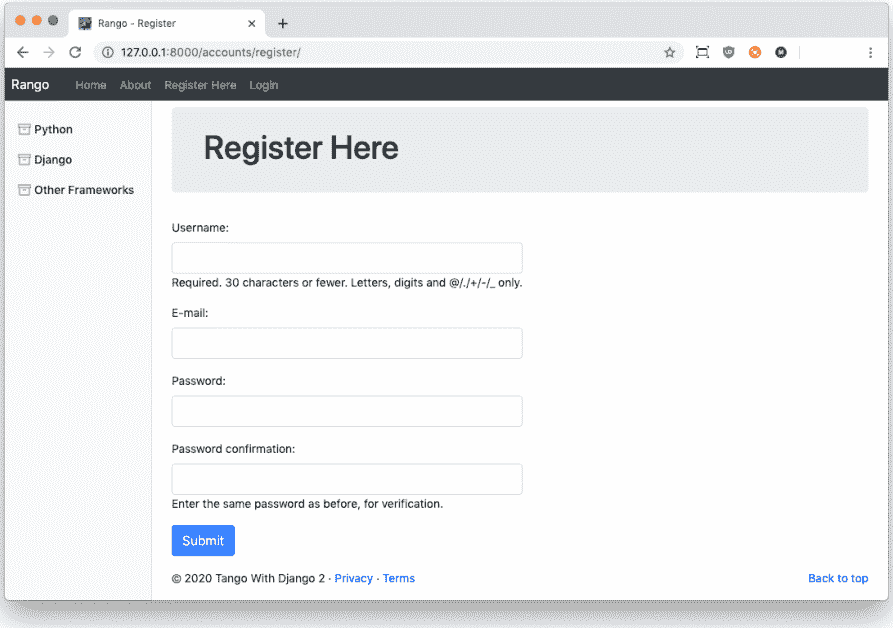 Rango - Register
127.0.0.1:8000/accounts/register/
Rango Home About Register Here Login
Python
Django
Other Frameworks
Register Here
Username:
Required. 30 characters or fewer. Letters, digits and @/./+/-/_ only.
E-mail:
Password:
Password confirmation:
Enter the same password as before, for verification.
Submit
© 2020 Tango With Django 2 · Privacy · Terms
Back to top